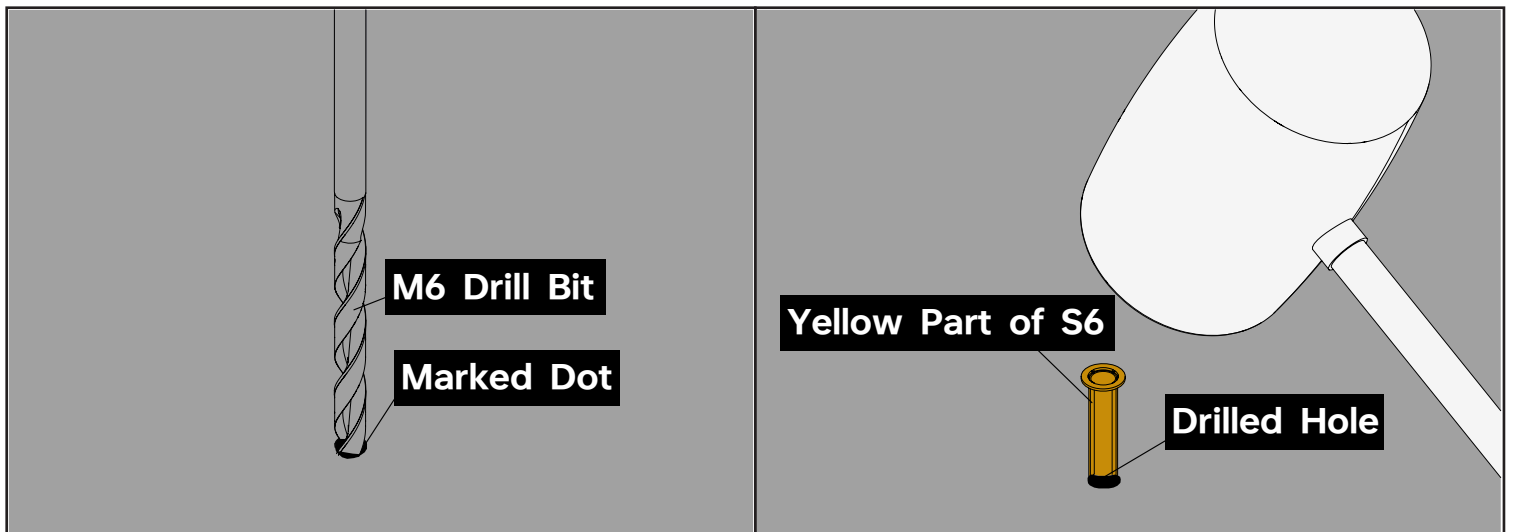 M6 Drill Bit
Marked Dot
Yellow Part of S6
Drilled Hole